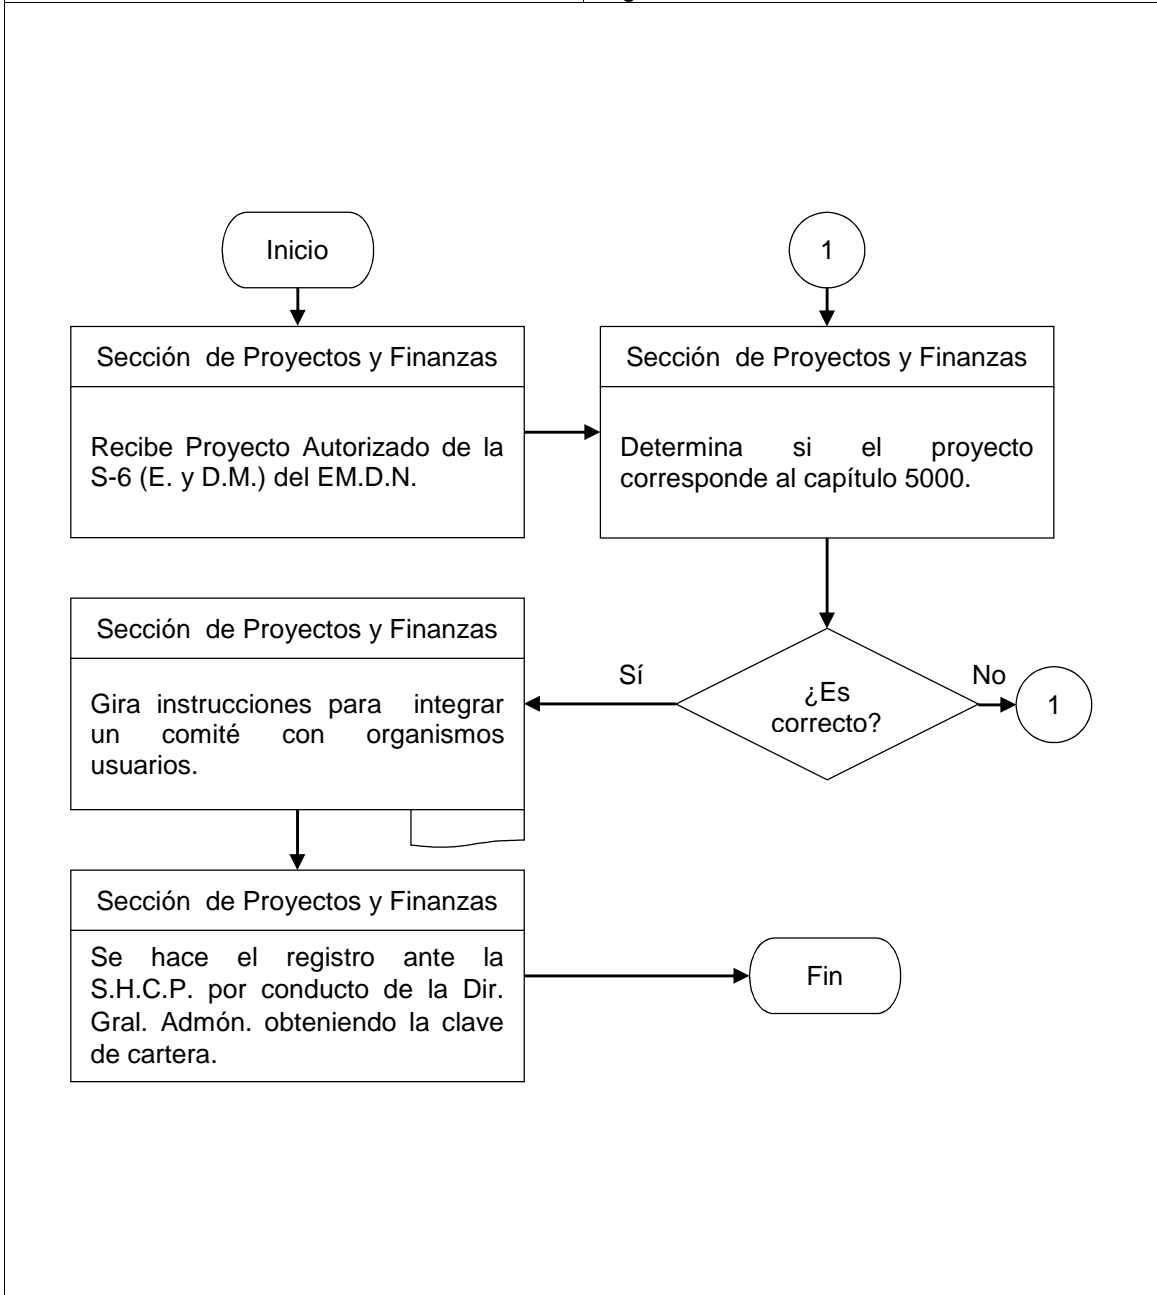 Inicio
1
Sección de Proyectos y Finanzas
Recibe Proyecto Autorizado de la
S-6 (E. y D.M.) del EM.D.N.
Sección de Proyectos y Finanzas
Determina si el proyecto
corresponde al capítulo 5000.
Sección de Proyectos y Finanzas
Gira instrucciones para integrar
un comité con organismos
usuarios.
Sí
¿Es
correcto?
No
1
Sección de Proyectos y Finanzas
Se hace el registro ante la
S.H.C.P. por conducto de la Dir.
Gral. Admón. obteniendo la clave
de cartera.
Fin